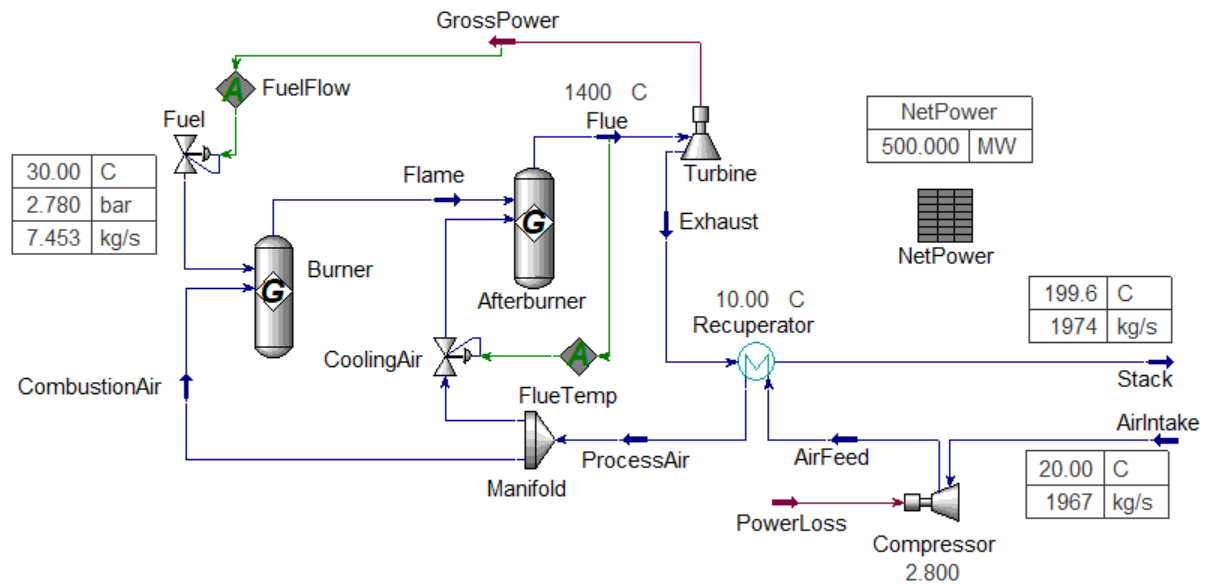 GrossPower
A
FuelFlow
Fuel
1400 C
Flue
NetPower
500.000 MW
30.00 C
2.780 bar
7.453 kg/s
Flame
Turbine
G
Exhaust
NetPower
G
Burner
Afterburner
10.00 C
Recuperator
199.6 C
1974 kg/s
CoolingAir
A
FlueTemp
CombustionAir
Stack
AirIntake
ProcessAir
AirFeed
Manifold
20.00 C
1967 kg/s
PowerLoss
Compressor
2.800